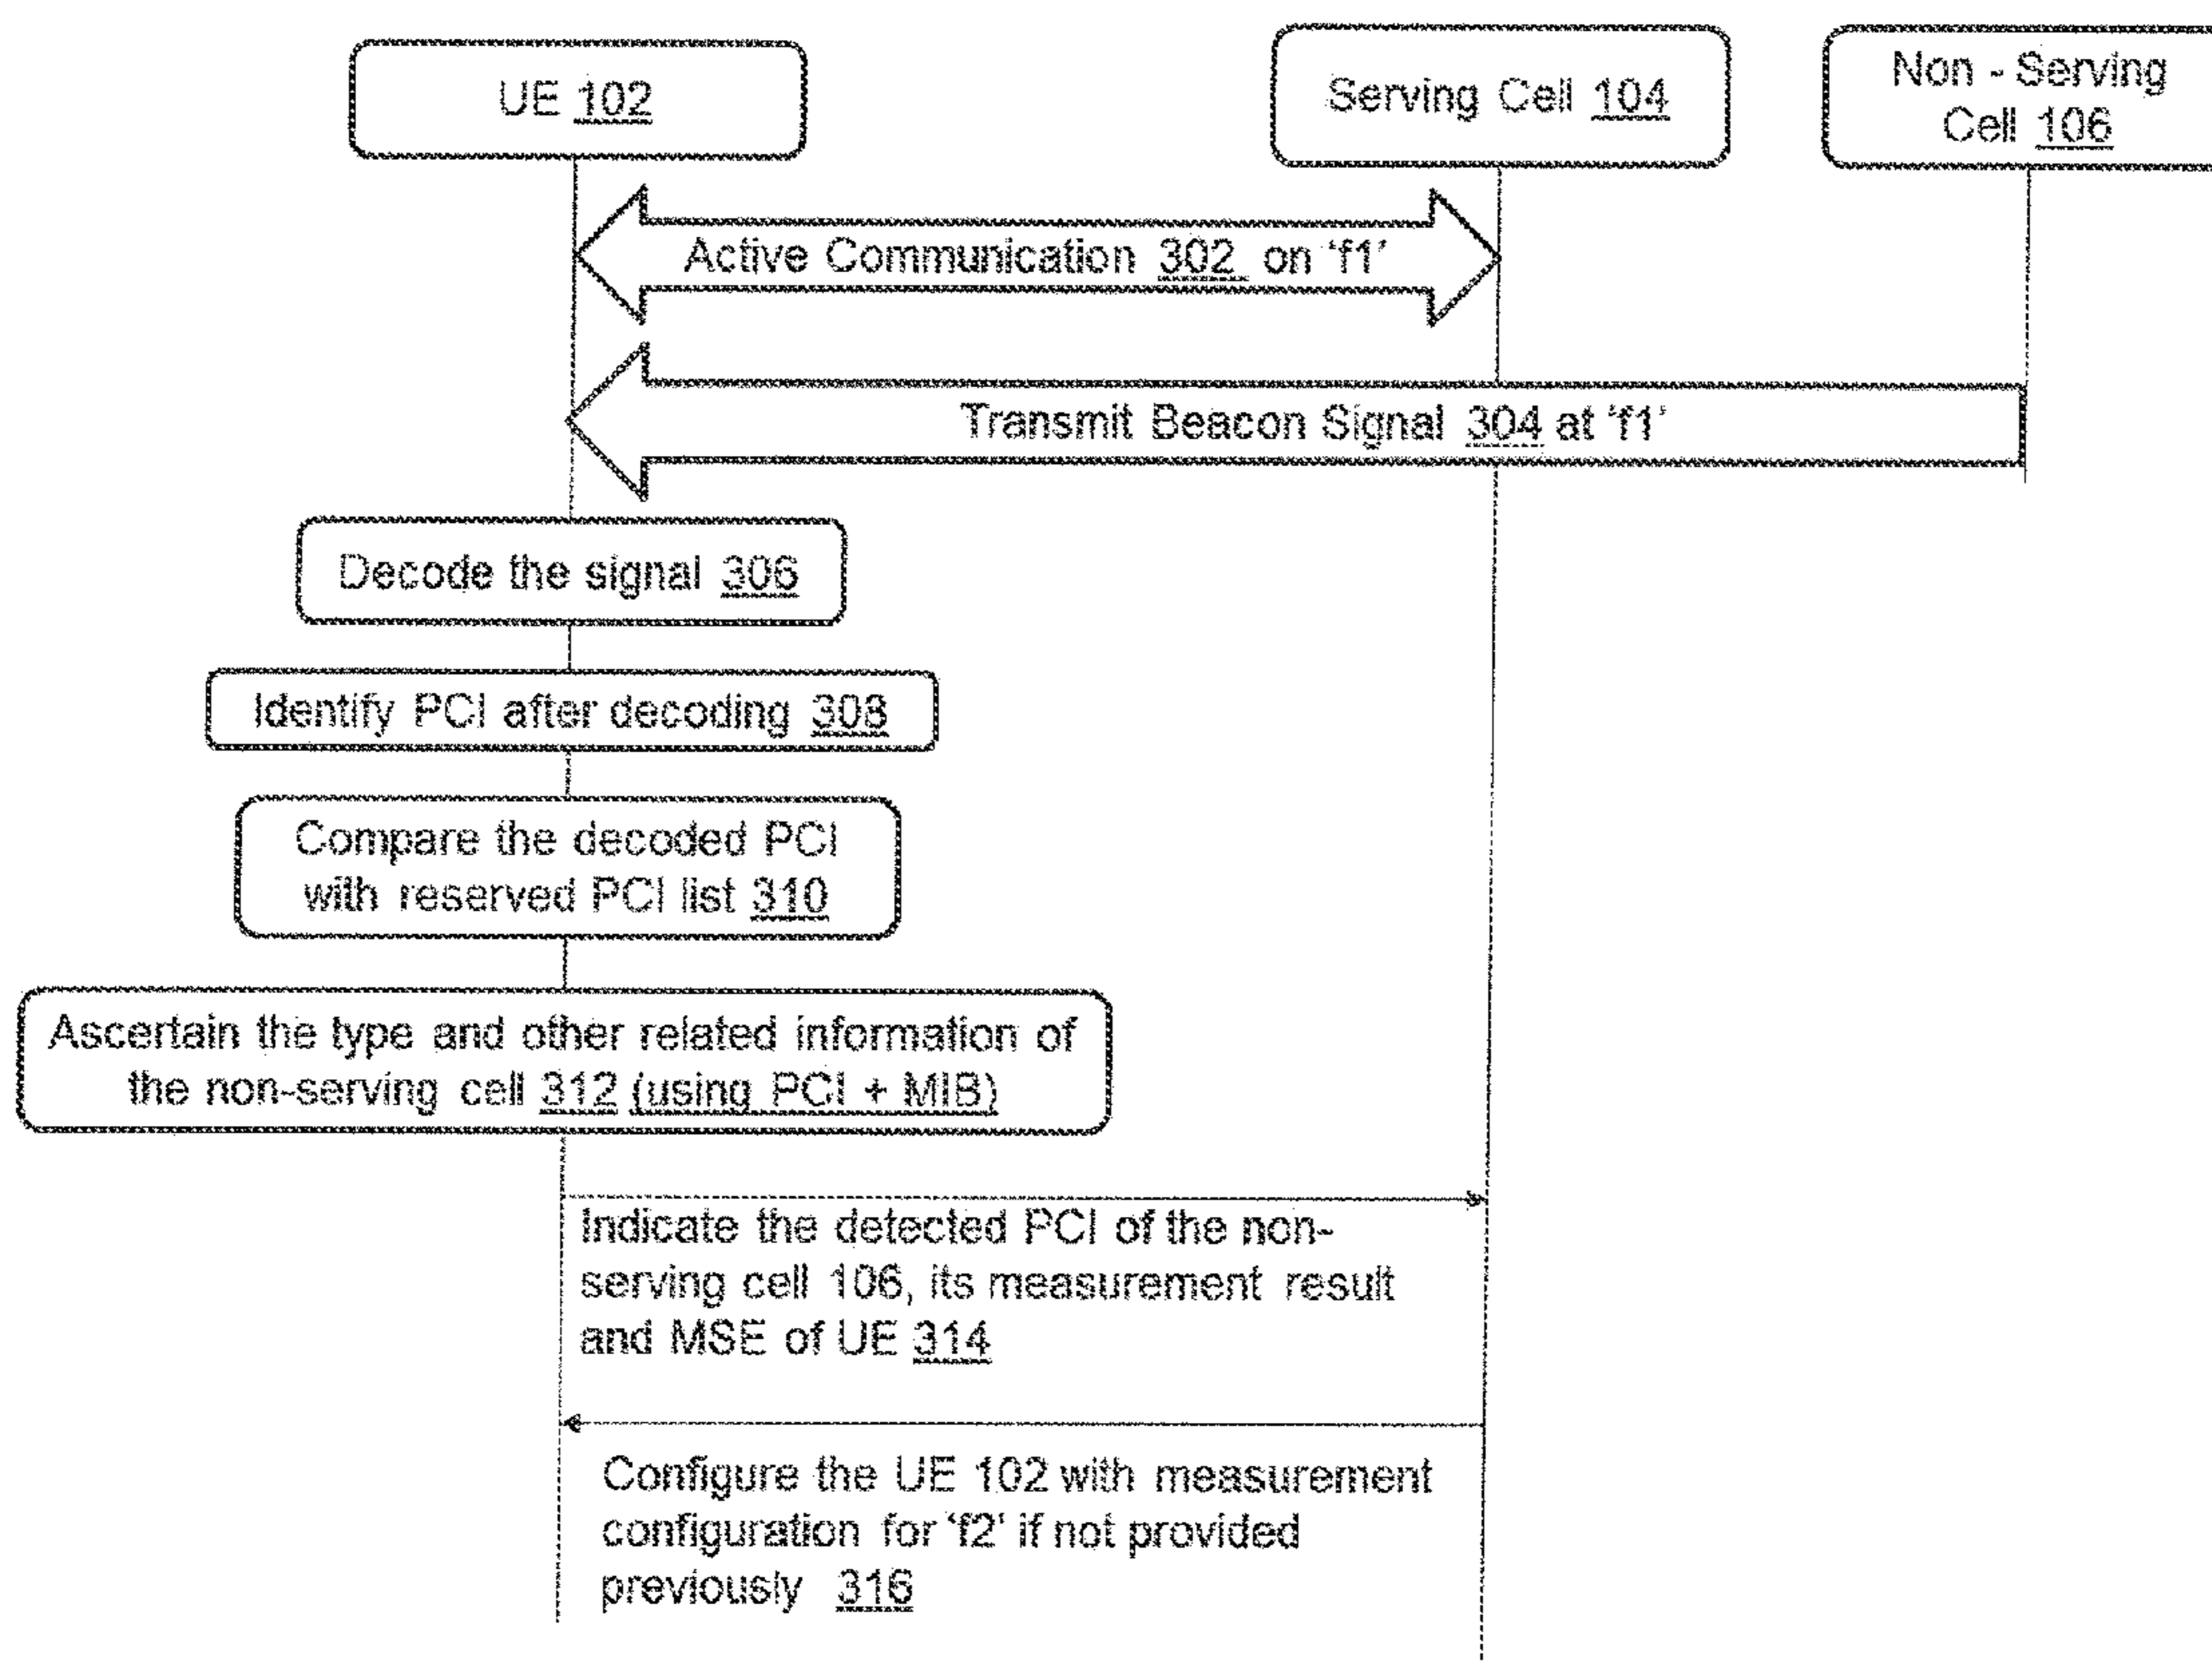 UE 102
Serving Cell 104
Non - Serving
Cell 106
Active Communication 302 on 'f1'
Transmit Beacon Signal 304 at 'f1'
Decode the signal 306
Identify PCI after decoding 308
Compare the decoded PCI
with reserved PCI list 310
Ascertain the type and other related information of
the non-serving cell 312 (using PCI + MIB)
Indicate the detected PCI of the non-
serving cell 106, its measurement result
and MSE of UE 314
Configure the UE 102 with measurement
configuration for 'f2' if not provided
previously 316